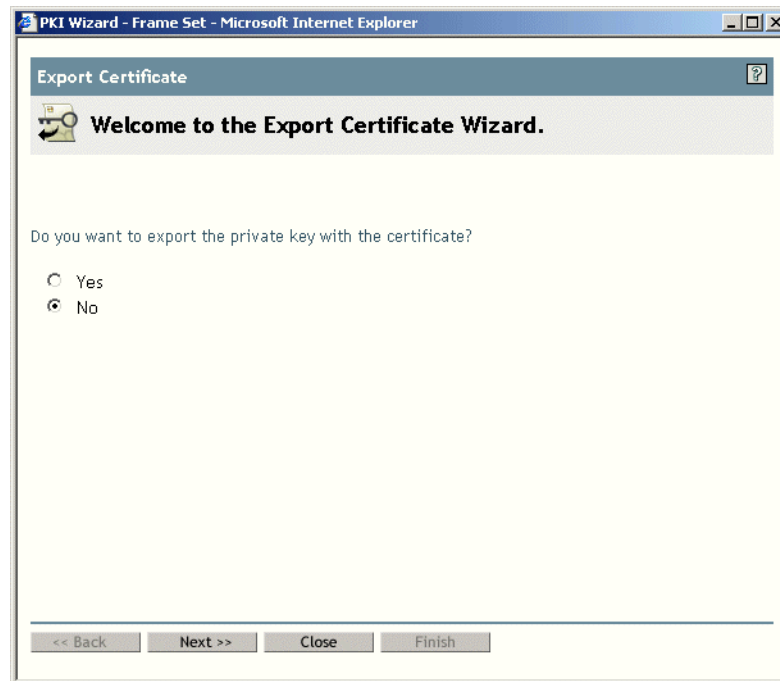 PKI Wizard - Frame Set - Microsoft Internet Explorer
Export Certificate
?
Welcome to the Export Certificate Wizard.
Do you want to export the private key with the certificate?
Yes
No
<< Back Next >> Close Finish